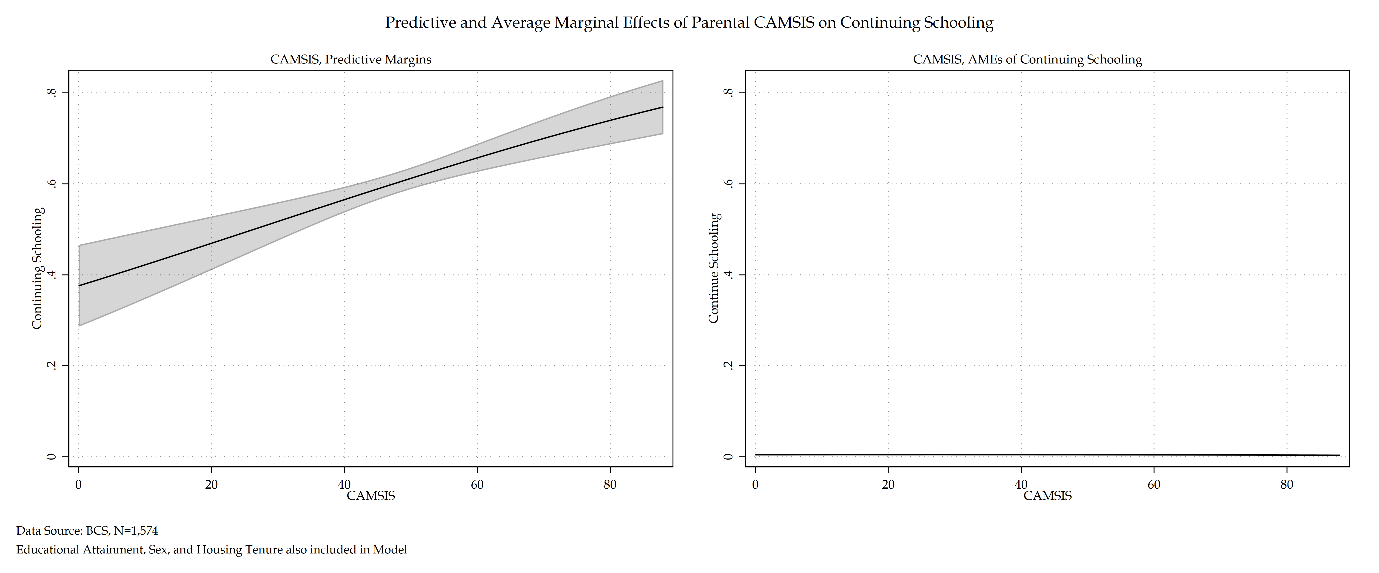 Predictive and Average Marginal Effects of Parental CAMSIS on Continuing Schooling
CAMSIS, Predictive Margins
Continuing Schooling
.8
.6
.4
.2
0
0 20 40 60 80
CAMSIS
CAMSIS, AMEs of Continuing Schooling
Continue Schooling
.8
.6
.4
.2
0
0 20 40 60 80
CAMSIS
Data Source: BCS, N=1,574
Educational Attainment, Sex, and Housing Tenure also included in Model